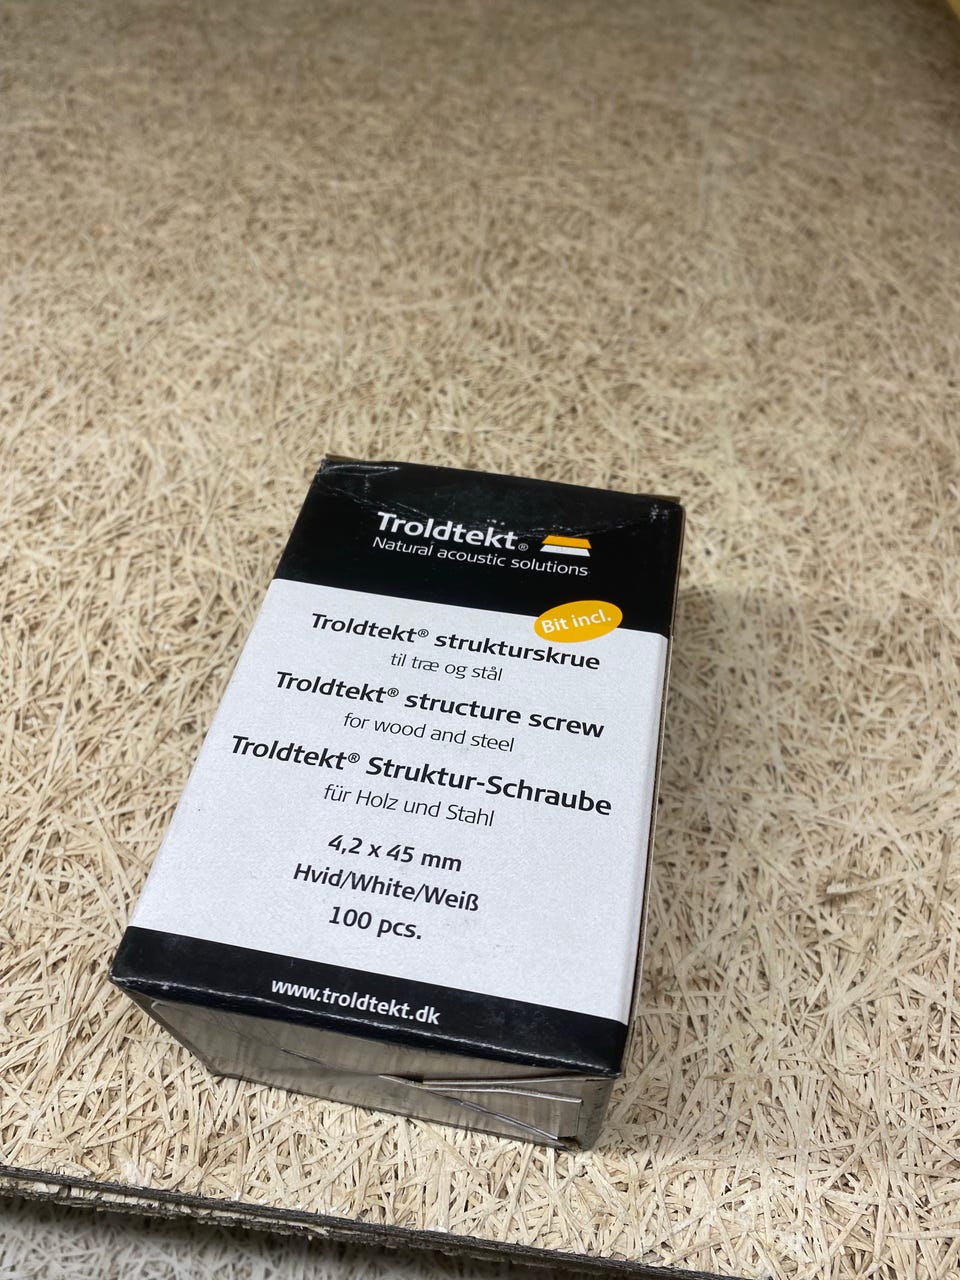 Troldtekt®
Natural acoustic solutions
Bit incl.
Troldtekt® strukturskrue
til træ og stål
Troldtekt® structure screw
for wood and steel
Troldtekt® Struktur-Schraube
für Holz und Stahl
4,2 x 45 mm
Hvid/White/Weiß
100 pcs.
www.troldtekt.dk